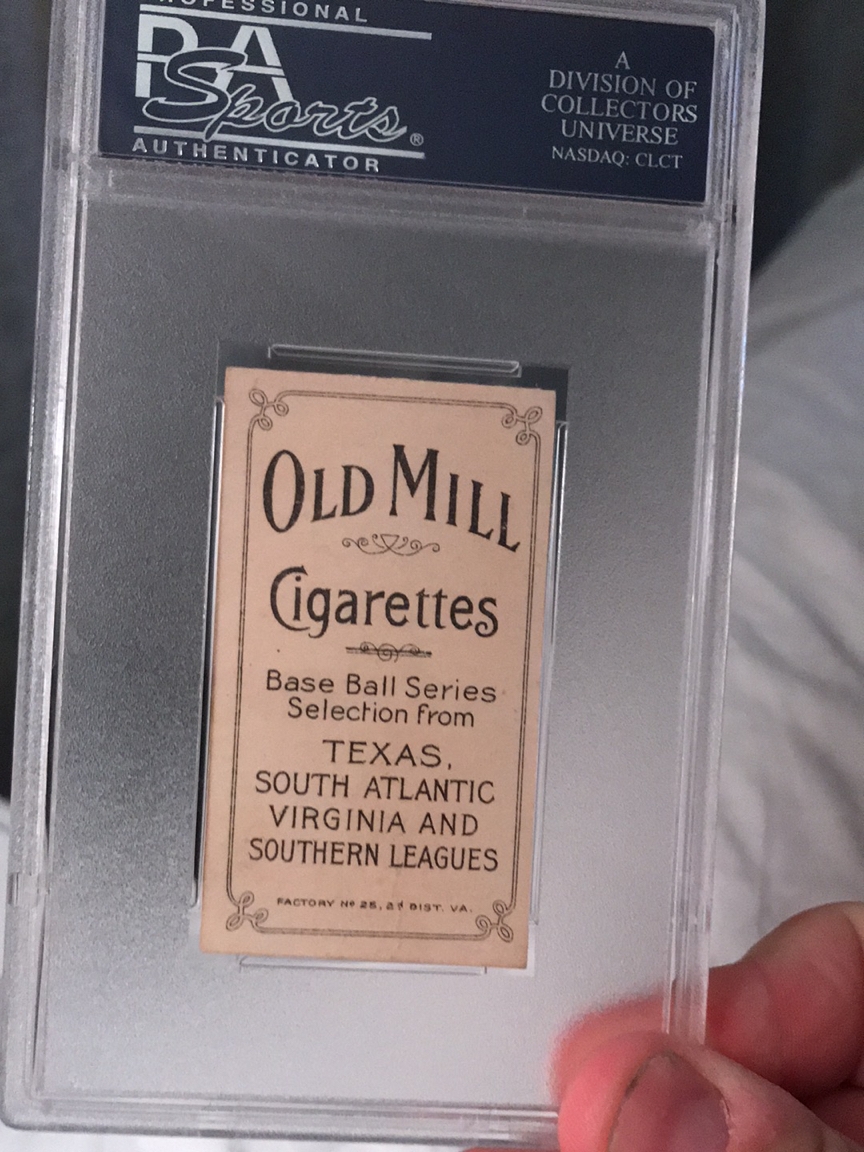 PROFESSIONAL
PSA
Sports®
AUTHENTICATOR
A
DIVISION OF
COLLECTORS
UNIVERSE
NASDAQ: CLCT
OLD MILL
Cigarettes
Base Ball Series
Selection from
TEXAS,
SOUTH ATLANTIC
VIRGINIA AND
SOUTHERN LEAGUES
FACTORY Nº 25, 2d DIST. VA.